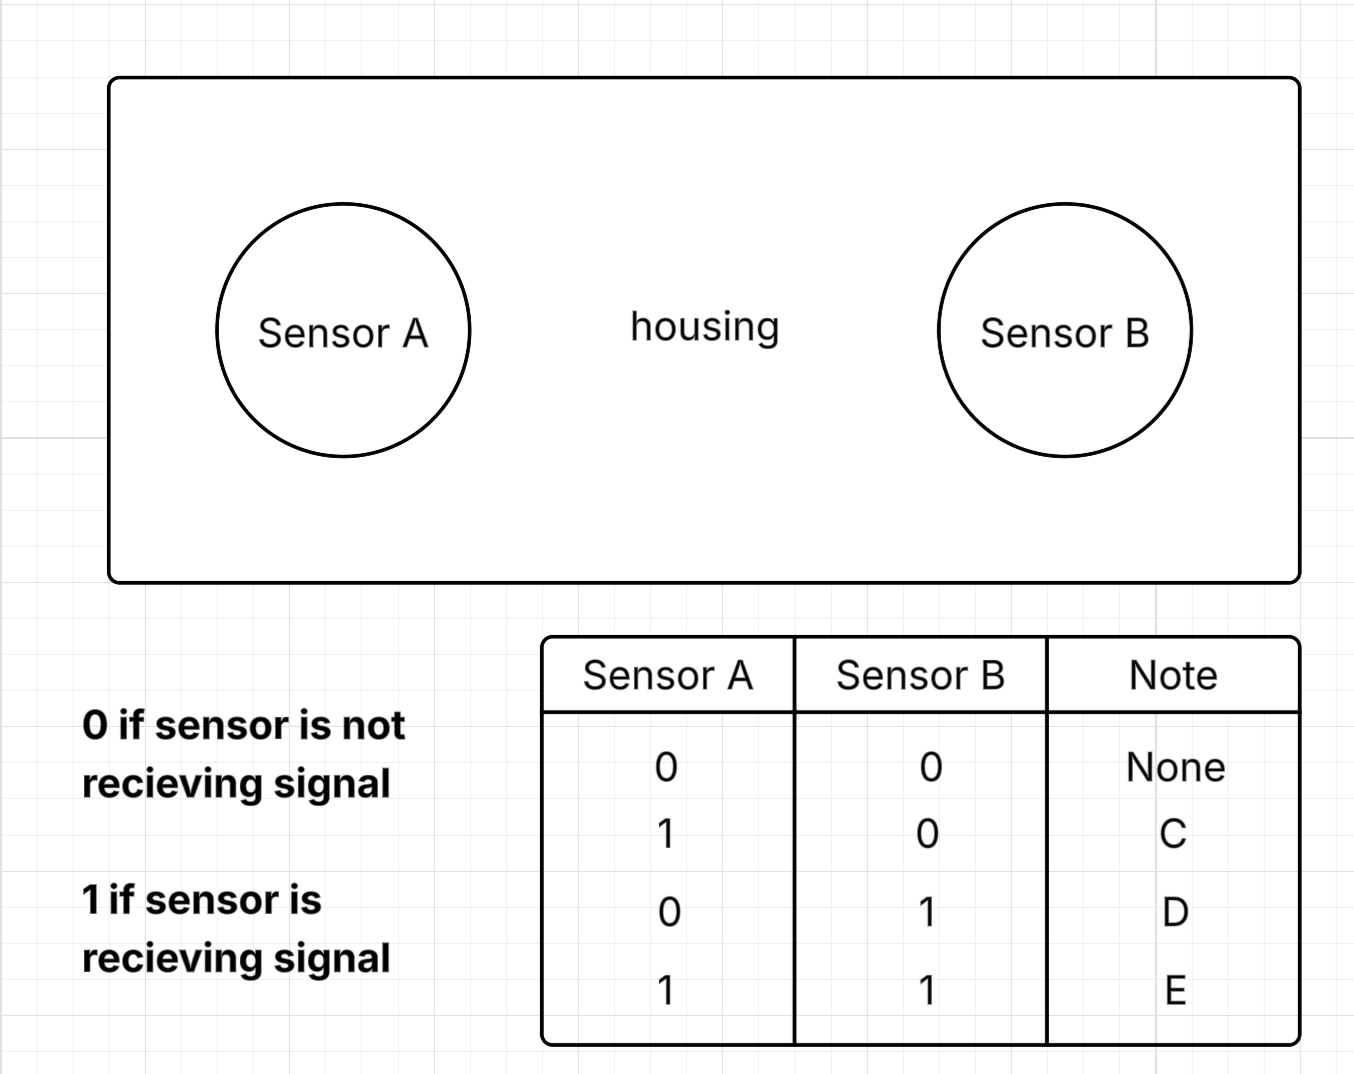 Sensor A
housing
Sensor B
0 if sensor is not
recieving signal
1 if sensor is
recieving signal
Sensor A Sensor B Note
0 0 None
1 0 C
0 1 D
1 1 E